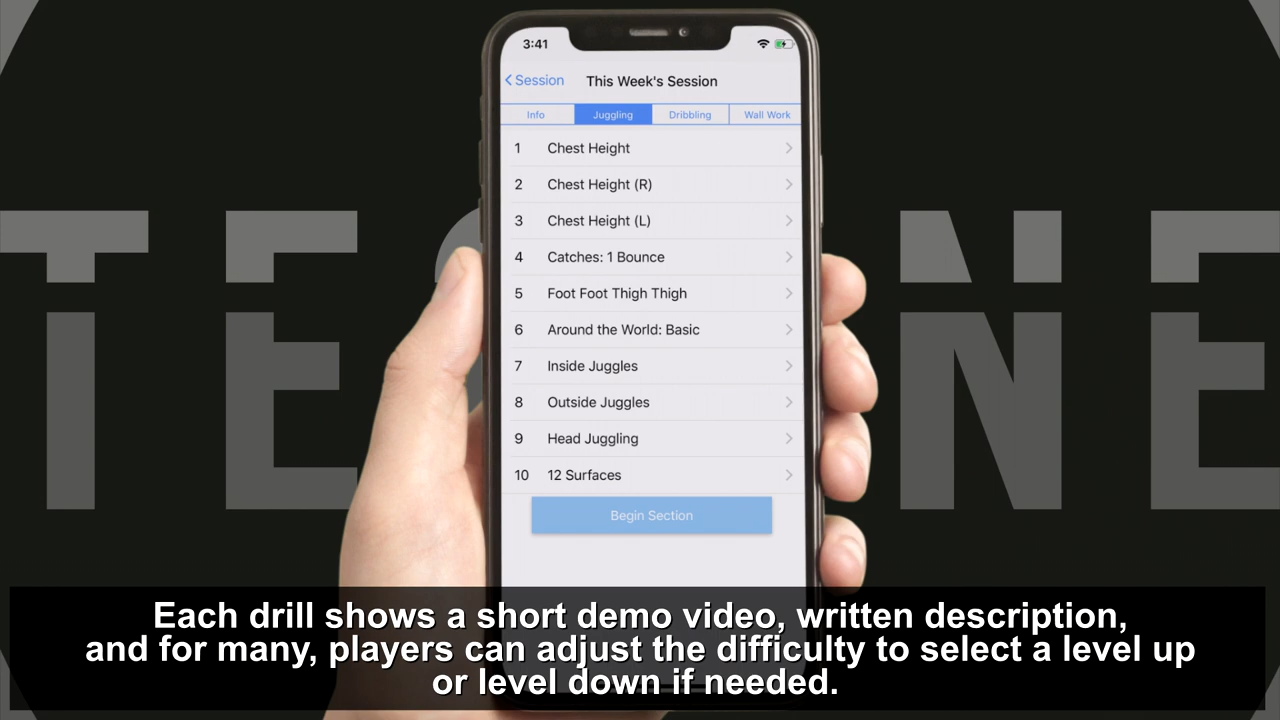 3:41
Session
This Week's Session
Info
Juggling
Dribbling
Wall Work
1 Chest Height
2 Chest Height (R)
3 Chest Height (L)
4 Catches: 1 Bounce
5 Foot Foot Thigh Thigh
6 Around the World: Basic
7 Inside Juggles
8 Outside Juggles
9 Head Juggling
10 12 Surfaces
Begin Section
Each drill shows a short demo video, written description,
and for many, players can adjust the difficulty to select a level up
or level down if needed.